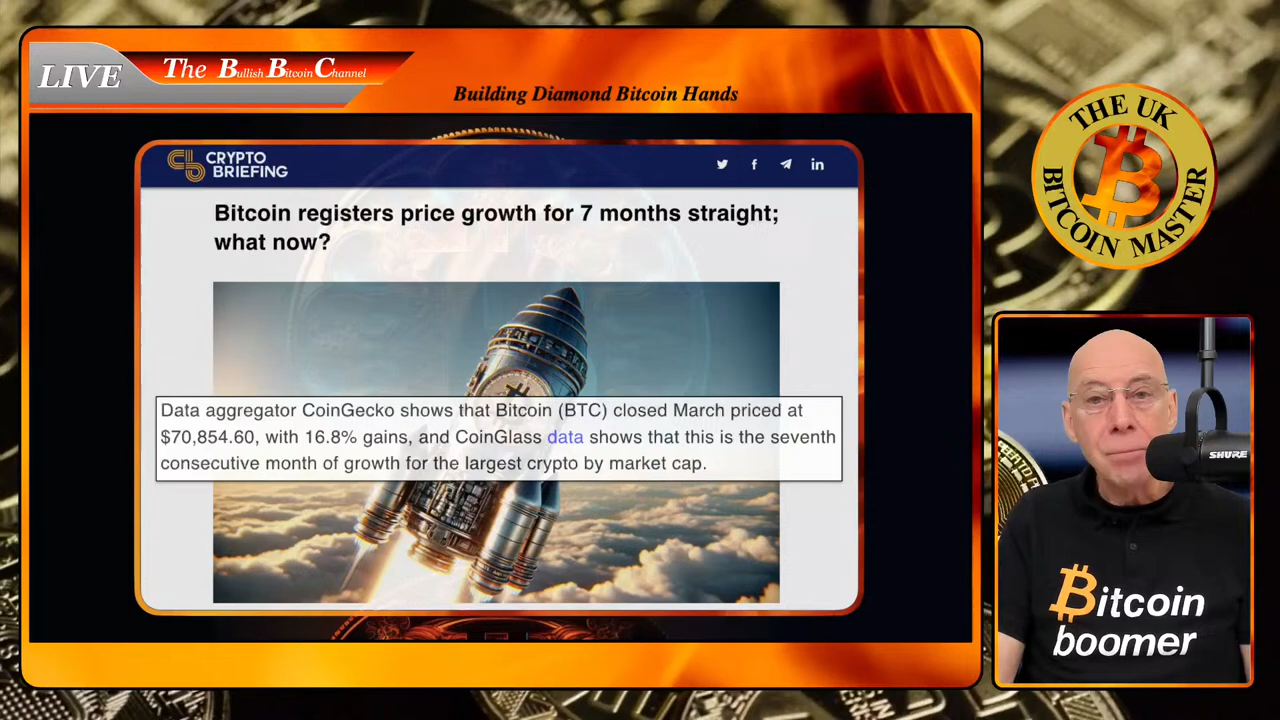 LIVE
The Bullish Bitcoin Channel
Building Diamond Bitcoin Hands
CRYPTO
BRIEFING
Bitcoin registers price growth for 7 months straight;
what now?
Data aggregator CoinGecko shows that Bitcoin (BTC) closed March priced at
$70,854.60, with 16.8% gains, and CoinGlass data shows that this is the seventh
consecutive month of growth for the largest crypto by market cap.
THE UK
BITCOIN MASTER
SHURE
Bitcoin
boomer